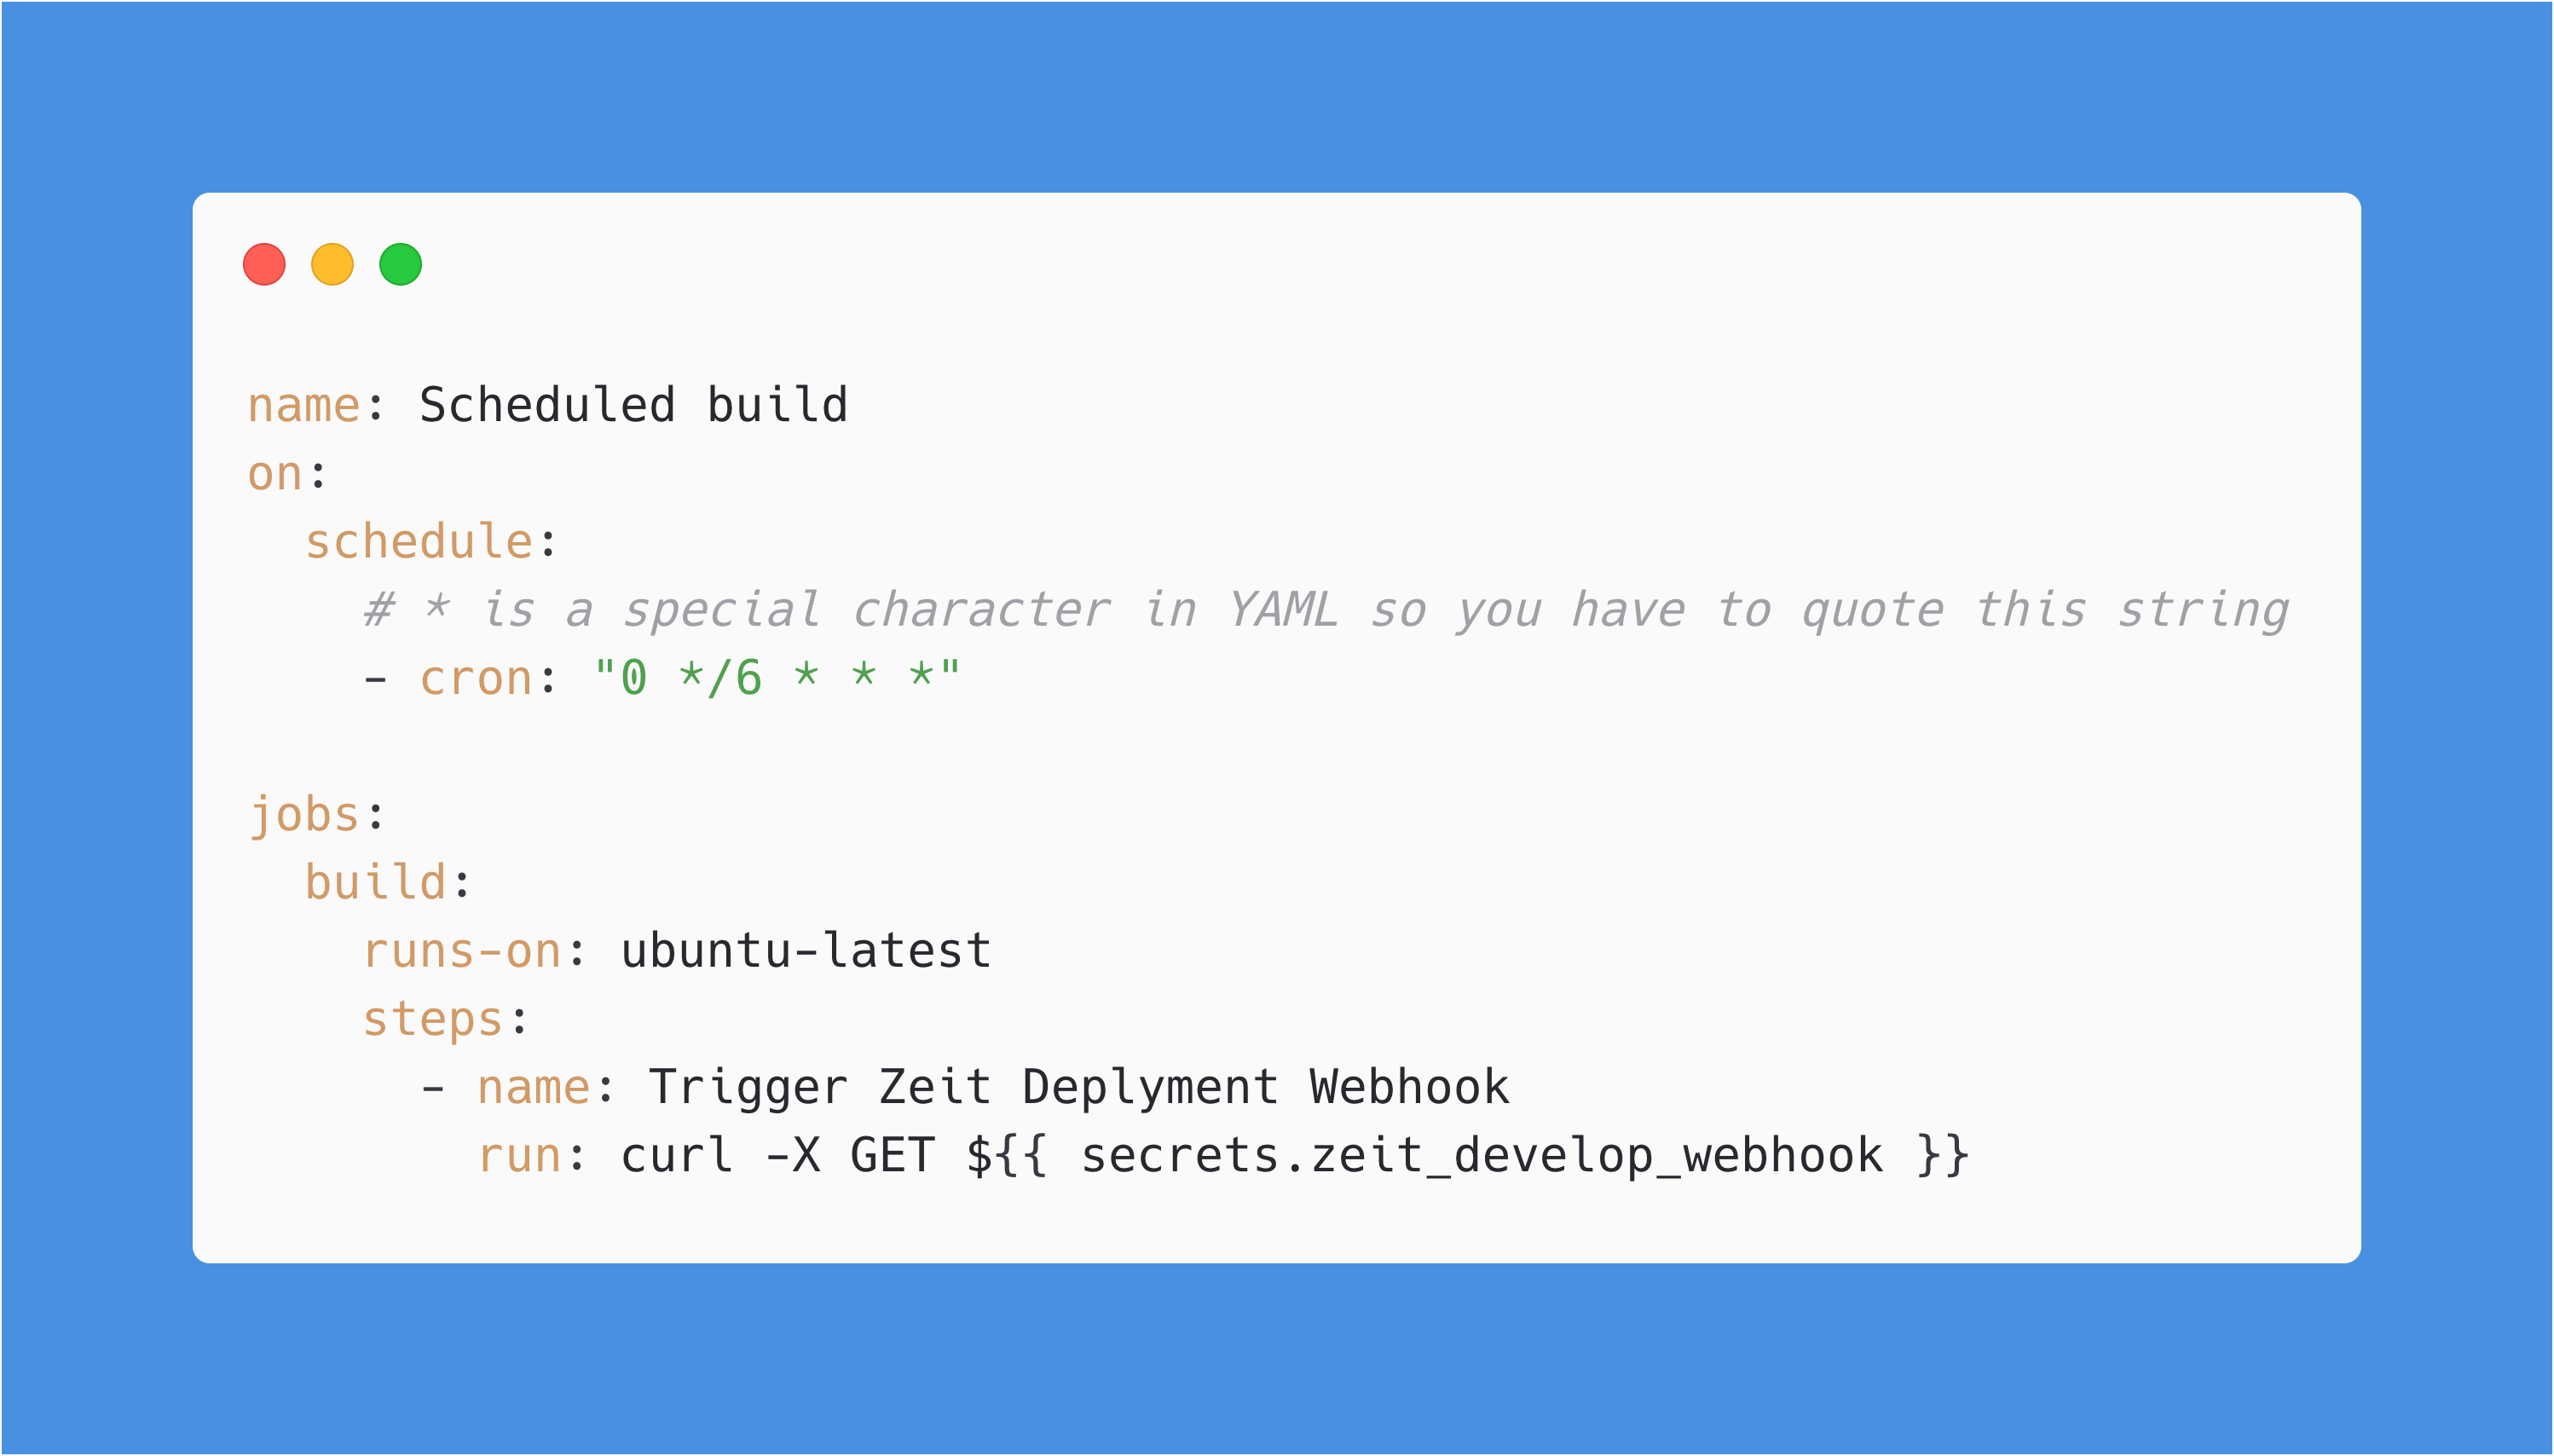 name: Scheduled build
on:
  schedule:
    # * is a special character in YAML so you have to quote this string
    - cron: "0 */6 * * *"

jobs:
  build:
    runs-on: ubuntu-latest
    steps:
      - name: Trigger Zeit Deplyment Webhook
        run: curl -X GET ${{ secrets.zeit_develop_webhook }}